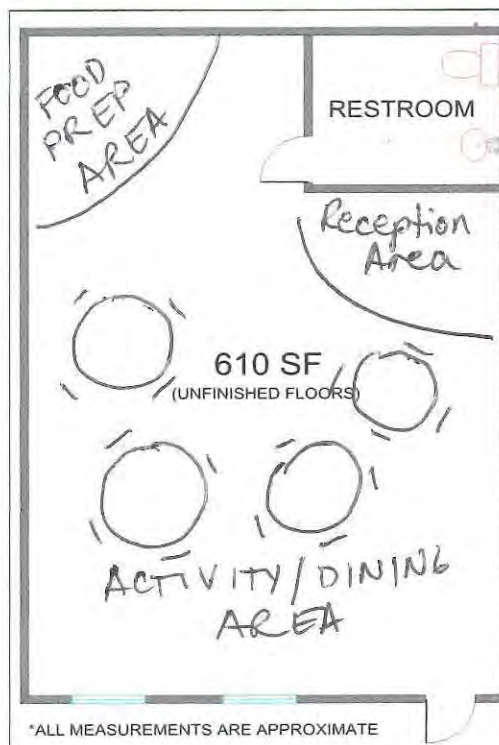 FOOD
PREP
AREA
RESTROOM
Reception
Area
610 SF
(UNFINISHED FLOORS)
ACTIVITY/DINING
AREA
*ALL MEASUREMENTS ARE APPROXIMATE